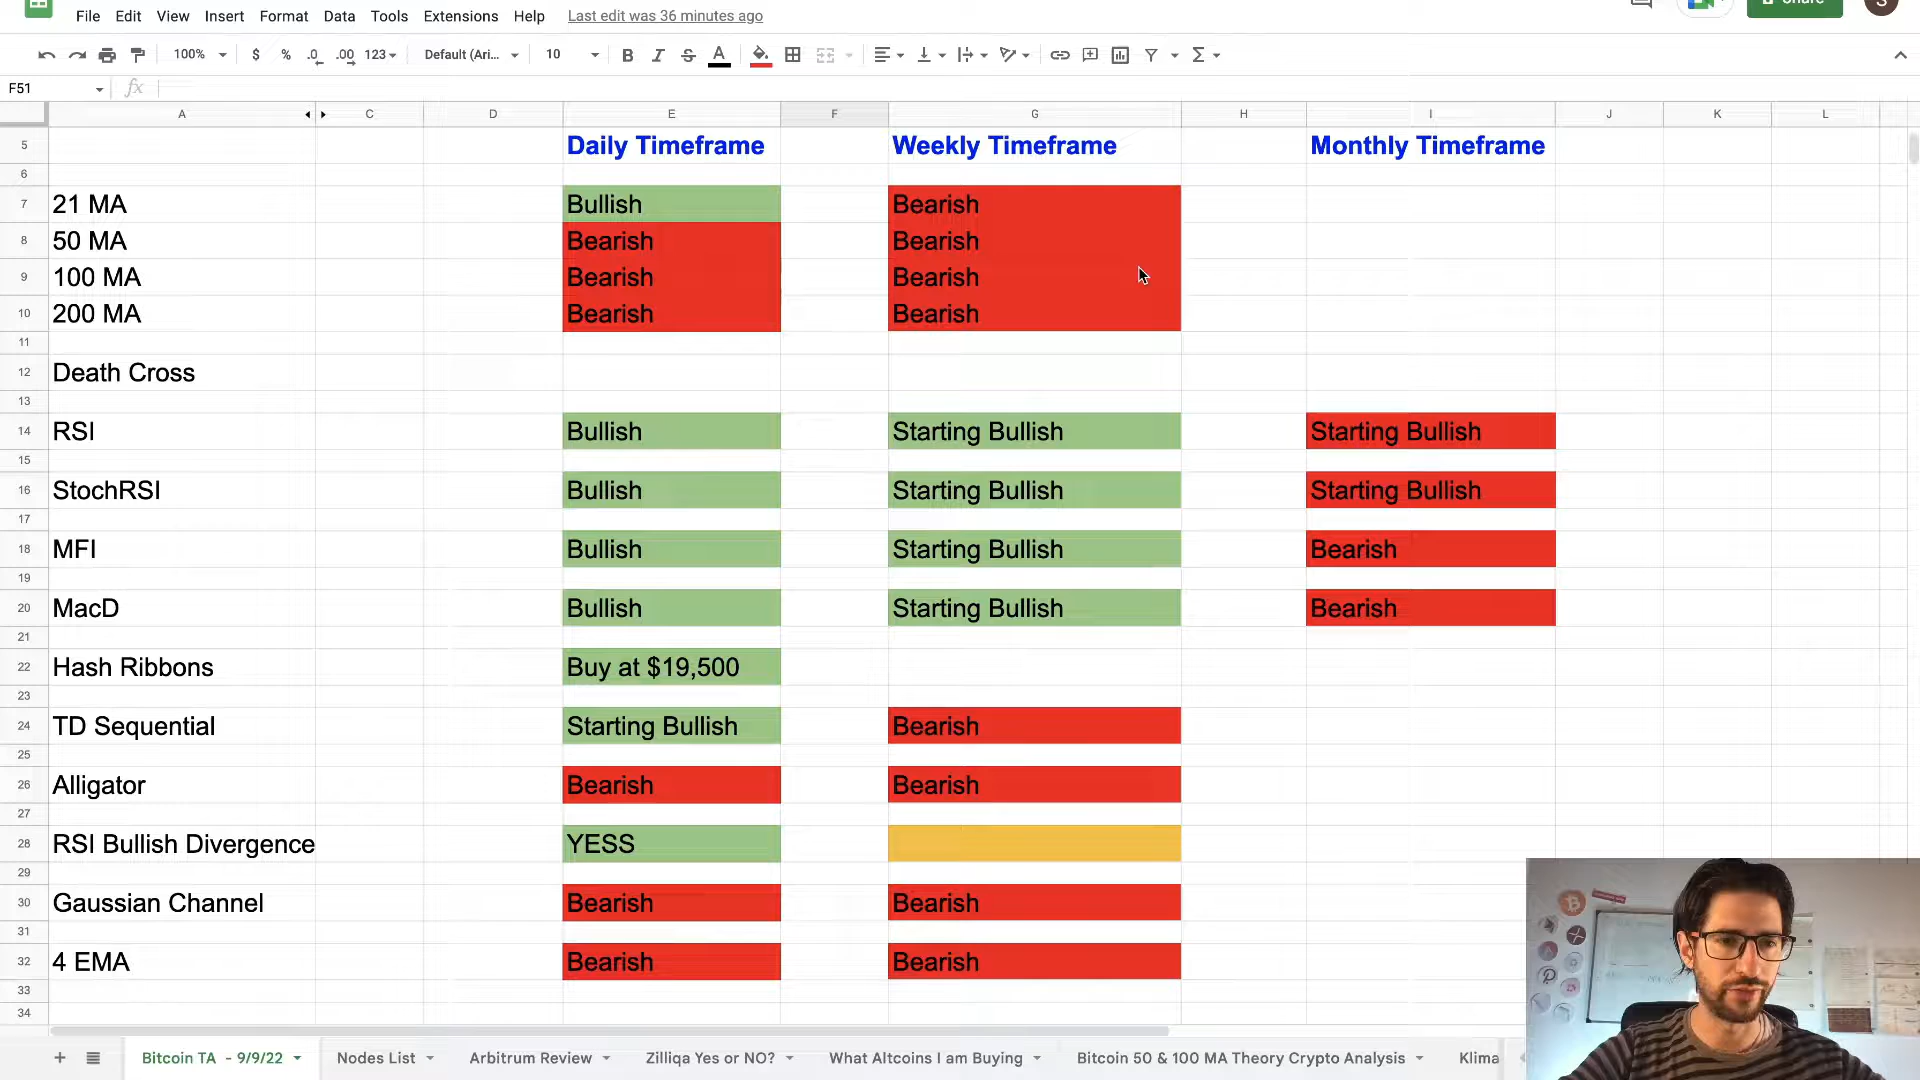 File Edit View Insert Format Data Tools Extensions Help Last edit was 36 minutes ago
100% $ % .0 .00 123 Default (Ari... 10 B I S A
F51 fx
A C D E F G H I J K L
5 Daily Timeframe Weekly Timeframe Monthly Timeframe
6
7 21 MA Bullish Bearish
8 50 MA Bearish Bearish
9 100 MA Bearish Bearish
10 200 MA Bearish Bearish
11
12 Death Cross
13
14 RSI Bullish Starting Bullish Starting Bullish
15
16 StochRSI Bullish Starting Bullish Starting Bullish
17
18 MFI Bullish Starting Bullish Bearish
19
20 MacD Bullish Starting Bullish Bearish
21
22 Hash Ribbons Buy at $19,500
23
24 TD Sequential Starting Bullish Bearish
25
26 Alligator Bearish Bearish
27
28 RSI Bullish Divergence YESS
29
30 Gaussian Channel Bearish Bearish
31
32 4 EMA Bearish Bearish
33
34
Bitcoin TA - 9/9/22 Nodes List Arbitrum Review Zilliqa Yes or NO? What Altcoins I am Buying Bitcoin 50 & 100 MA Theory Crypto Analysis Klima